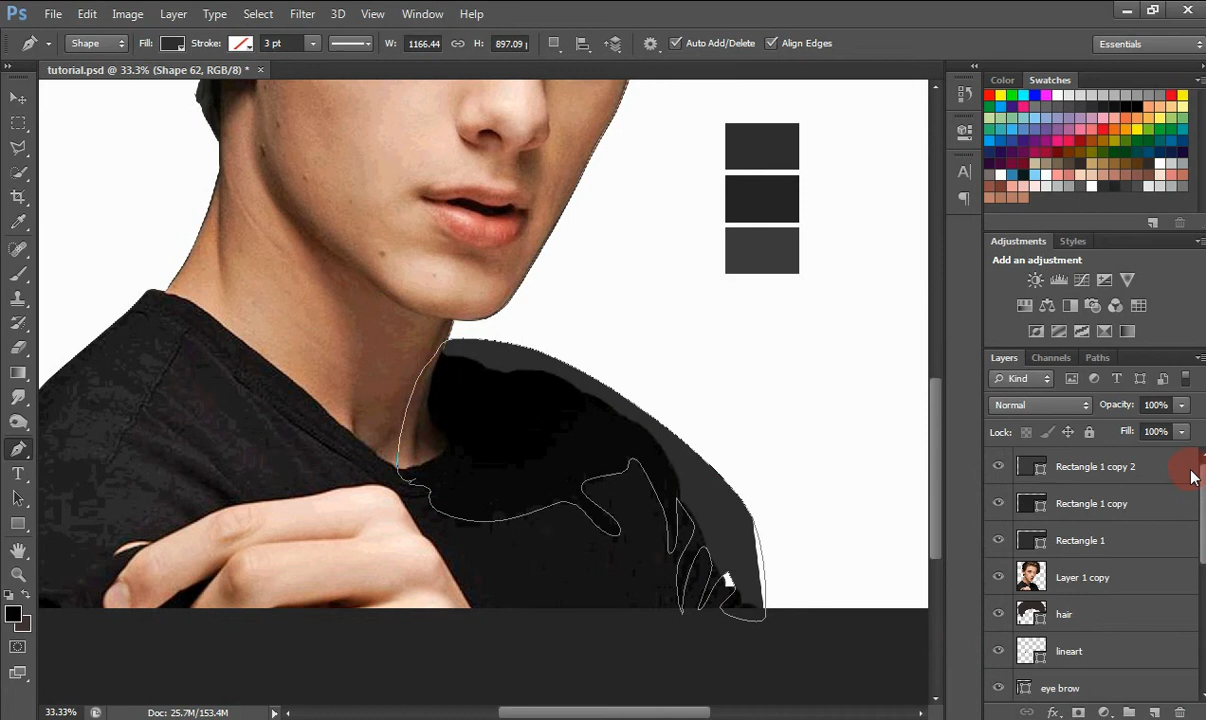 Ps File Edit Image Layer Type Select Filter 3D View Window Help
Shape Fill: Stroke: 3 pt W: 1166.44 H: 897.09 Auto Add/Delete Align Edges Essentials
tutorial.psd @ 33.3% (Shape 62, RGB/8) * ×
Color Swatches
Adjustments Styles
Add an adjustment
Layers Channels Paths
Kind
Normal Opacity: 100%
Lock: Fill: 100%
Rectangle 1 copy 2
Rectangle 1 copy
Rectangle 1
Layer 1 copy
hair
lineart
eye brow
33.33% Doc: 25.7M/153.4M